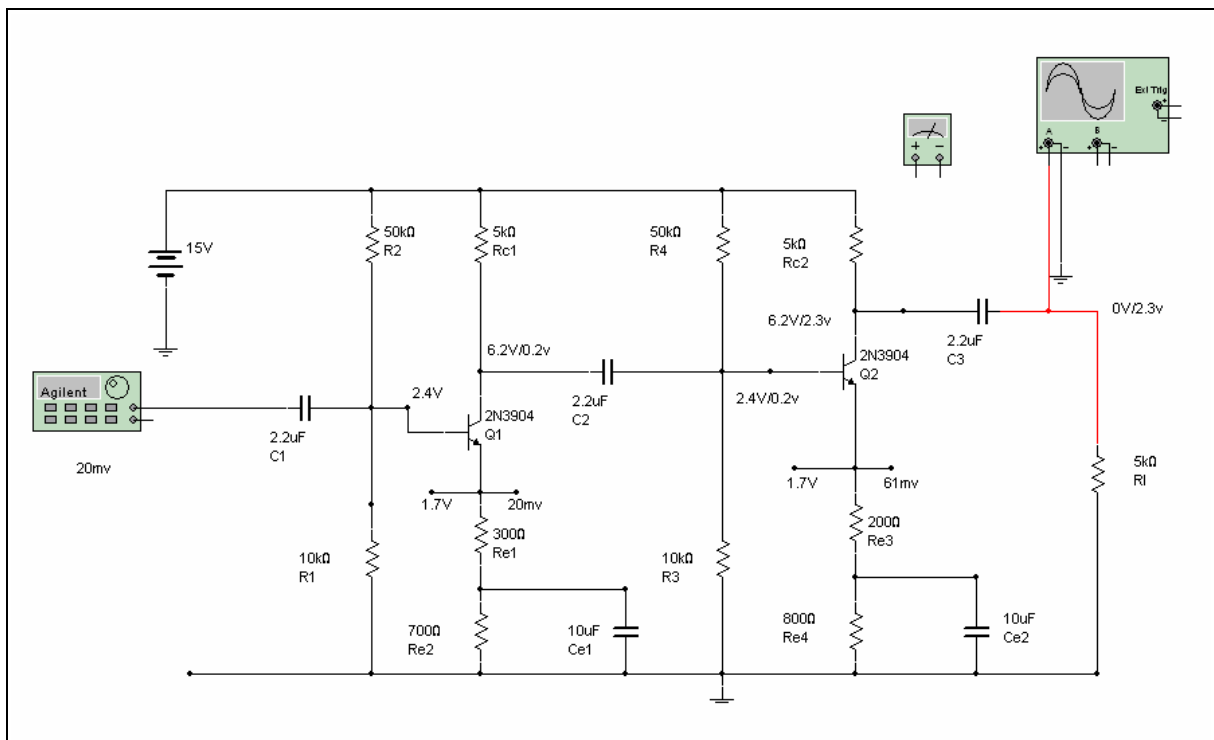 Ext Trig
+
-
A
B
+
-
+
-
+
-
15V
50kΩ
R2
5kΩ
Rc1
50kΩ
R4
5kΩ
Rc2
6.2V/2.3v
0V/2.3v
2.2uF
C3
6.2V/0.2v
2N3904
Q2
Agilent
2.4V
2.2uF
C2
2.4V/0.2v
2N3904
Q1
2.2uF
C1
20mv
1.7V
61mv
5kΩ
Rl
1.7V
20mv
300Ω
Re1
200Ω
Re3
10kΩ
R1
10kΩ
R3
700Ω
Re2
10uF
Ce1
800Ω
Re4
10uF
Ce2